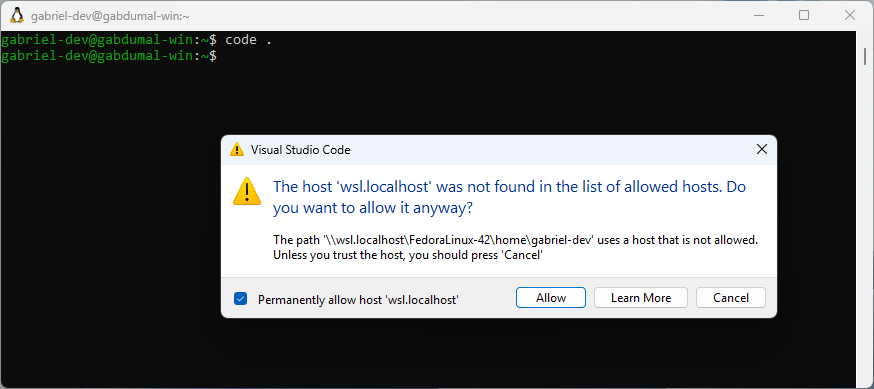 gabriel-dev@gabdumal-win:~
gabriel-dev@gabdumal-win:~$ code .
gabriel-dev@gabdumal-win:~$
Visual Studio Code
The host 'wsl.localhost' was not found in the list of allowed hosts. Do
you want to allow it anyway?
The path '\\wsl.localhost\FedoraLinux-42\home\gabriel-dev' uses a host that is not allowed.
Unless you trust the host, you should press 'Cancel'
Permanently allow host 'wsl.localhost'
Allow
Learn More
Cancel